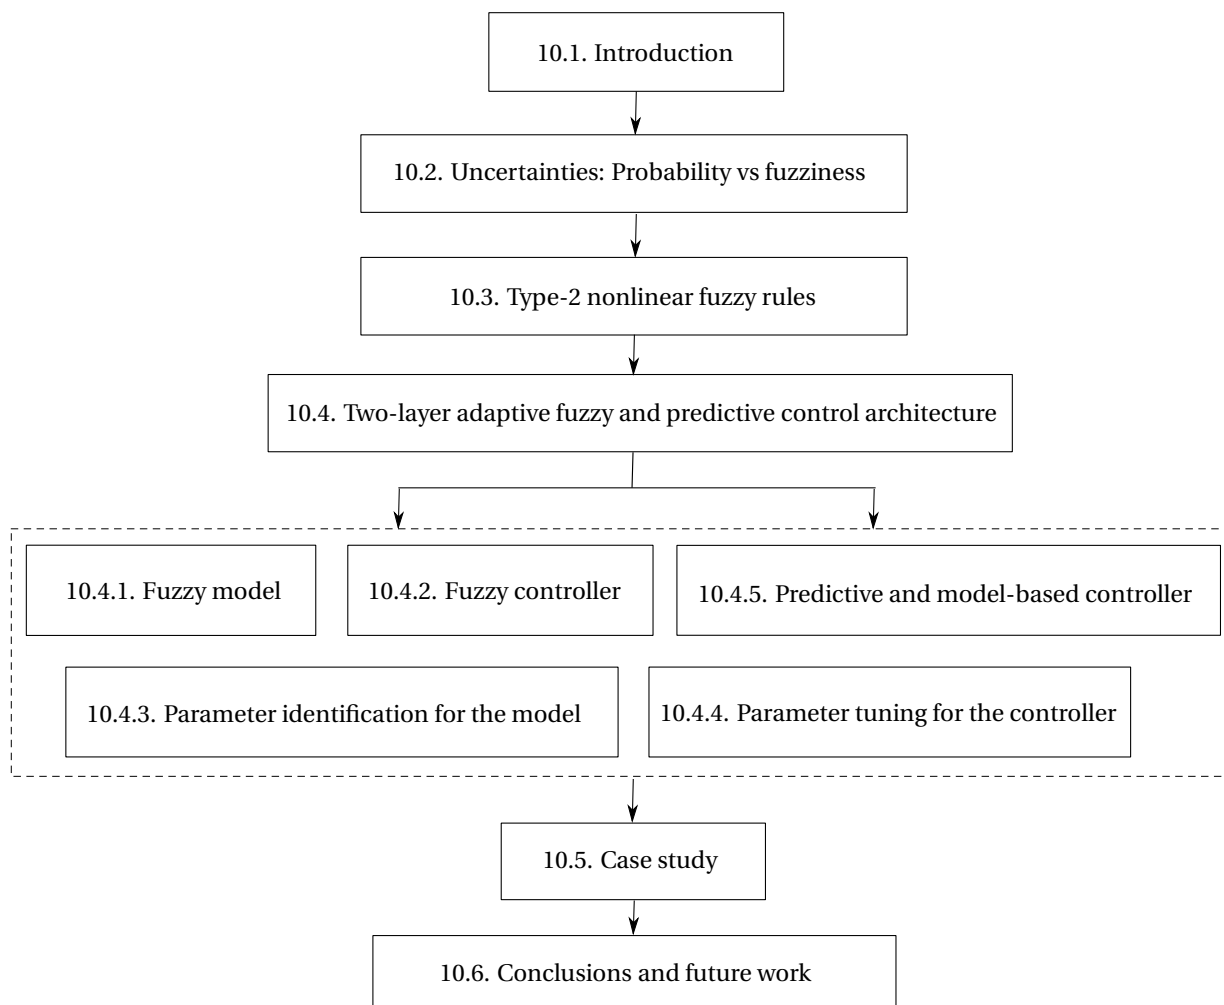 10.1. Introduction
10.2. Uncertainties: Probability vs fuzziness
10.3. Type-2 nonlinear fuzzy rules
10.4. Two-layer adaptive fuzzy and predictive control architecture
10.4.1. Fuzzy model
10.4.2. Fuzzy controller
10.4.5. Predictive and model-based controller
10.4.3. Parameter identification for the model
10.4.4. Parameter tuning for the controller
10.5. Case study
10.6. Conclusions and future work